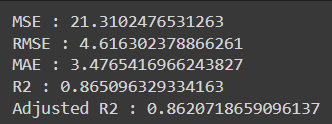 MSE : 21.3102476531263
RMSE : 4.616302378866261
MAE : 3.4765416966243827
R2 : 0.865096329334163
Adjusted R2 : 0.8620718659096137